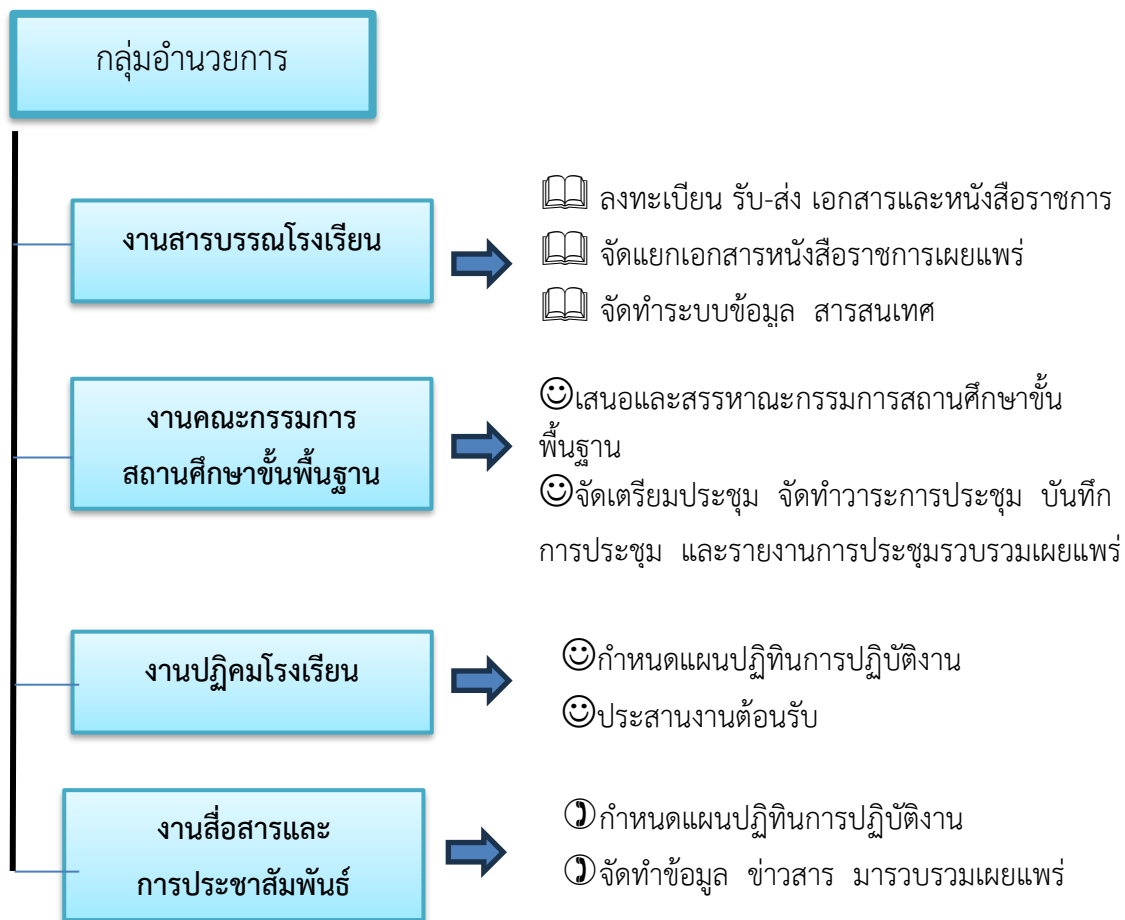 กลุ่มอำนวยการ
งานสารบรรณโรงเรียน
ลงทะเบียน รับ-ส่ง เอกสารและหนังสือราชการ
จัดแยกเอกสารหนังสือราชการเผยแพร่
จัดทำระบบข้อมูล สารสนเทศ
งานคณะกรรมการ
สถานศึกษาขั้นพื้นฐาน
เสนอและสรรหาณะกรรมการสถานศึกษาขั้น
พื้นฐาน
จัดเตรียมประชุม จัดทำวาระการประชุม บันทึก
การประชุม และรายงานการประชุมรวบรวมเผยแพร่
งานปฏิคมโรงเรียน
กำหนดแผนปฏิทินการปฏิบัติงาน
ประสานงานต้อนรับ
งานสื่อสารและ
การประชาสัมพันธ์
กำหนดแผนปฏิทินการปฏิบัติงาน
จัดทำข้อมูล ข่าวสาร มารวบรวมเผยแพร่